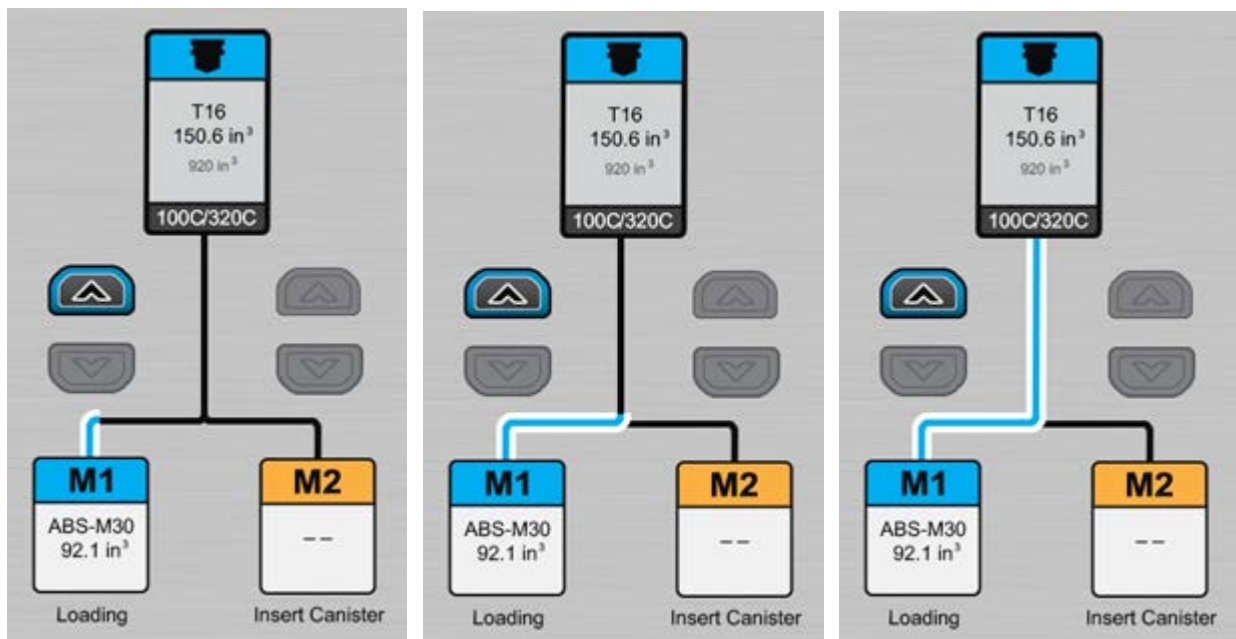 T16
150.6 in³
920 in³
100C/320C
M1
ABS-M30
92.1 in³
Loading
M2
--
Insert Canister
T16
150.6 in³
920 in³
100C/320C
M1
ABS-M30
92.1 in³
Loading
M2
--
Insert Canister
T16
150.6 in³
920 in³
100C/320C
M1
ABS-M30
92.1 in³
Loading
M2
--
Insert Canister